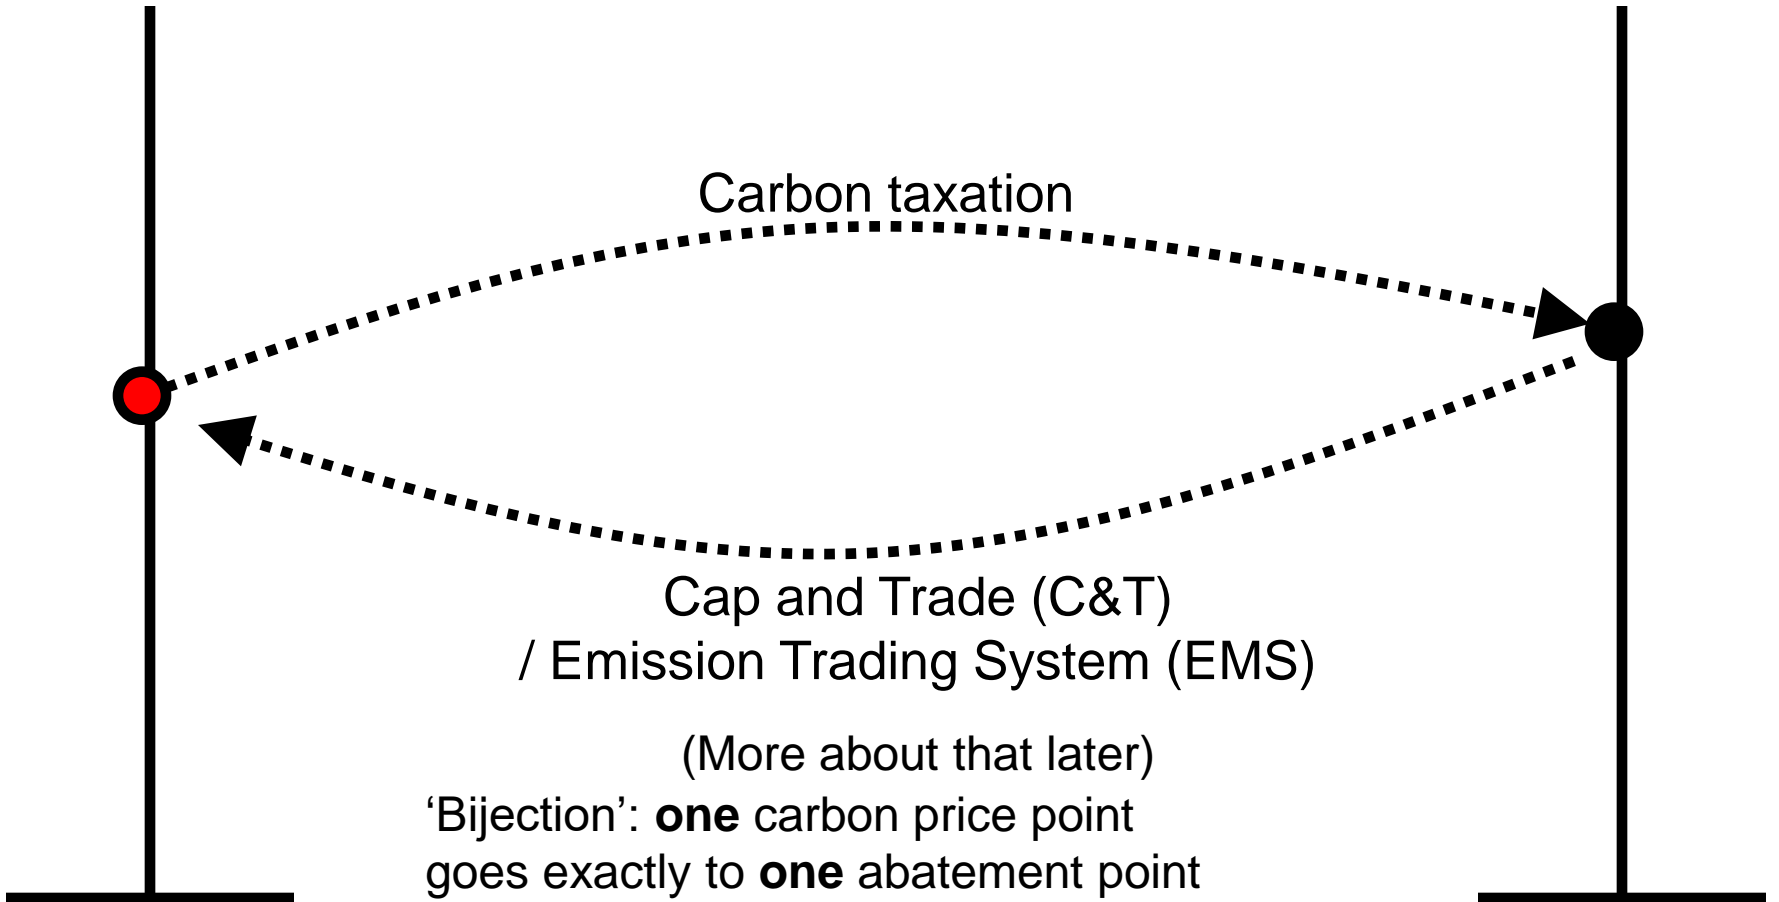 Carbon taxation
Cap and Trade (C&T)
/ Emission Trading System (EMS)
(More about that later)
‘Bijection’: one carbon price point
goes exactly to one abatement point